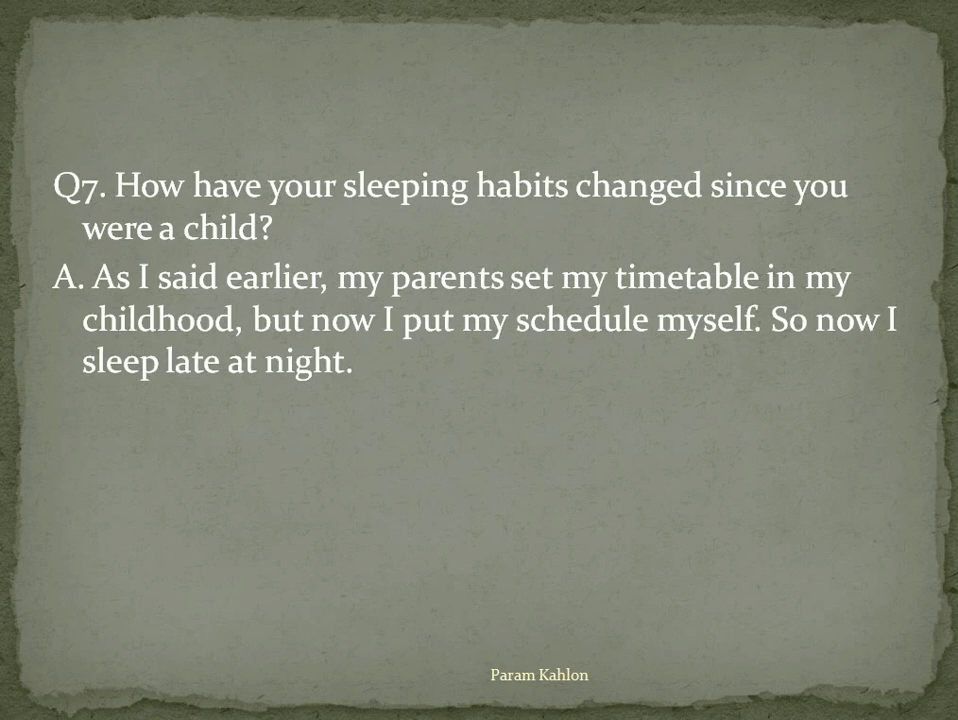 Q7. How have your sleeping habits changed since you
were a child?
A. As I said earlier, my parents set my timetable in my
childhood, but now I put my schedule myself. So now I
sleep late at night.
Param Kahlon